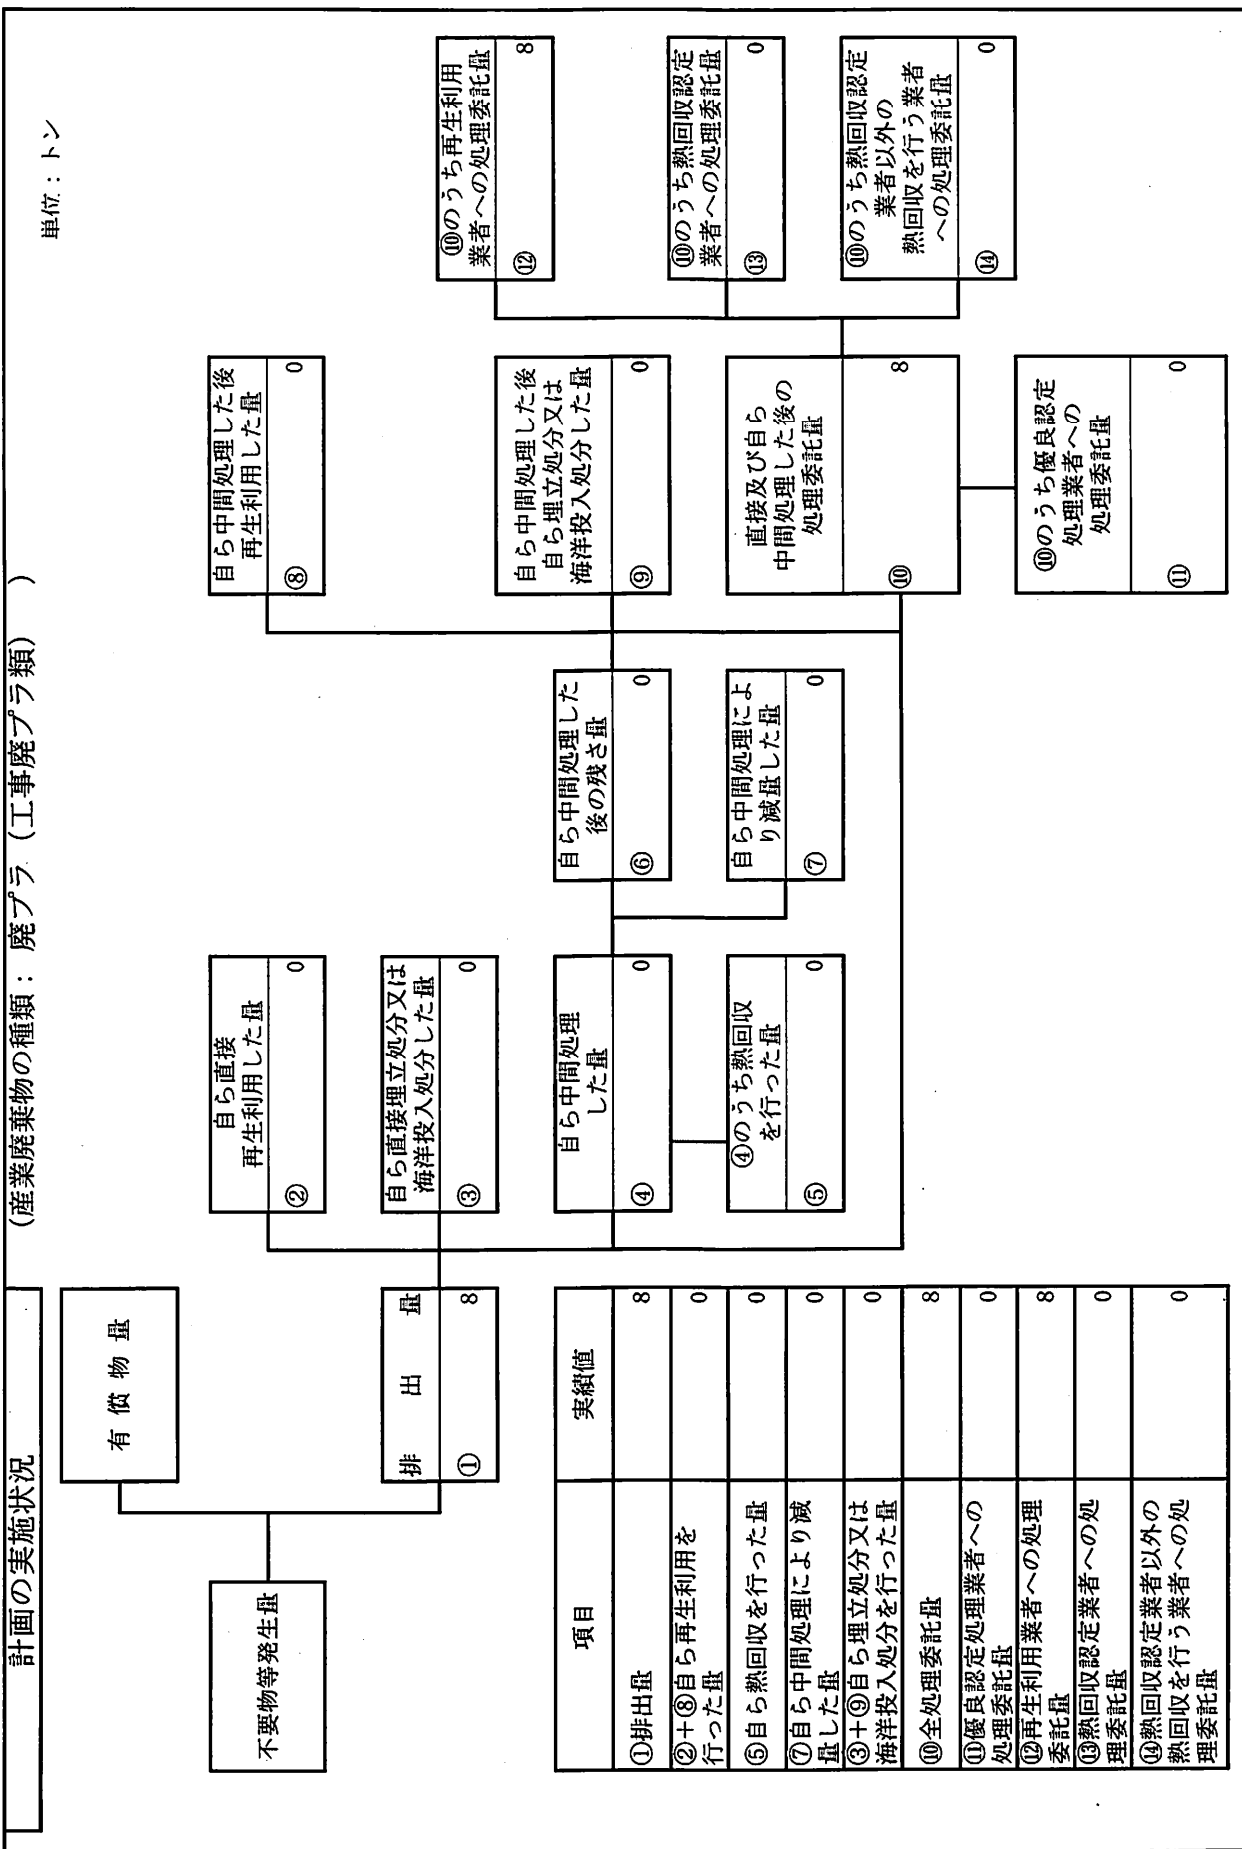 計画の実施状況
(産業廃棄物の種類： 廃プラ（工事廃プラ類） )
単位：トン
不要物等発生量
有償物量
排出量
① 8
自ら直接
再生利用した量
② 0
自ら直接埋立処分又は
海洋投入処分した量
③ 0
自ら中間処理
した量
④ 0
④のうち熱回収
を行った量
⑤ 0
自ら中間処理した
後の残さ量
⑥ 0
自ら中間処理によ
り減量した量
⑦ 0
自ら中間処理した後
再生利用した量
⑧ 0
自ら中間処理した後
自ら埋立処分又は
海洋投入処分した量
⑨ 0
直接及び自ら
中間処理した後の
処理委託量
⑩ 8
⑩のうち優良認定
処理業者への
処理委託量
⑪ 0
⑩のうち再生利用
業者への処理委託量
⑫ 8
⑩のうち熱回収認定
業者への処理委託量
⑬ 0
⑩のうち熱回収認定
業者以外の
熱回収を行う業者
への処理委託量
⑭ 0
項目 実績値
①排出量 8
②+⑧自ら再生利用を
行った量 0
⑤自ら熱回収を行った量 0
⑦自ら中間処理により減
量した量 0
③+⑨自ら埋立処分又は
海洋投入処分を行った量 0
⑩全処理委託量 8
⑪優良認定処理業者への
処理委託量 0
⑫再生利用業者への処理
委託量 8
⑬熱回収認定業者への処
理委託量 0
⑭熱回収認定業者以外の
熱回収を行う業者への処
理委託量 0